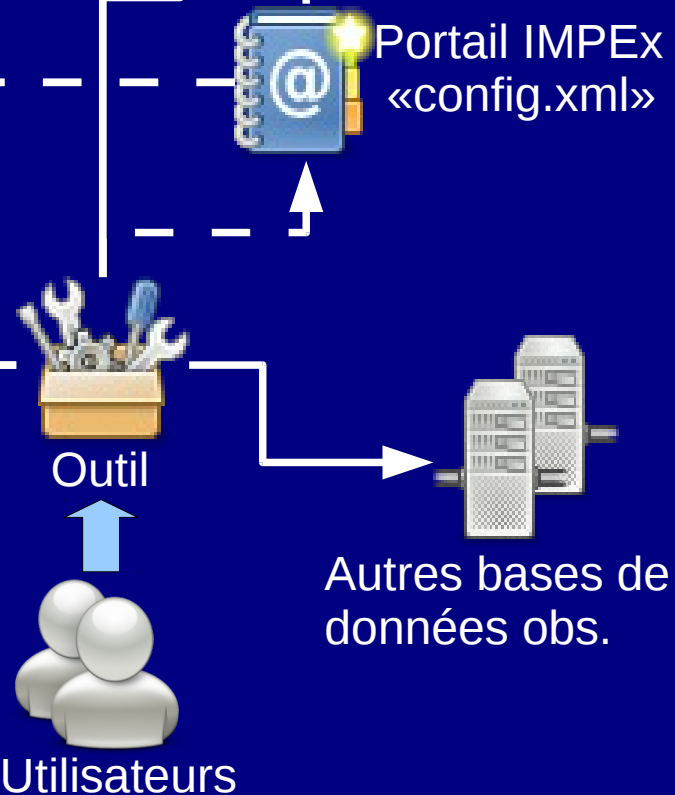 Portail IMPEx
«config.xml»
@
Outil
Autres bases de
données obs.
Utilisateurs